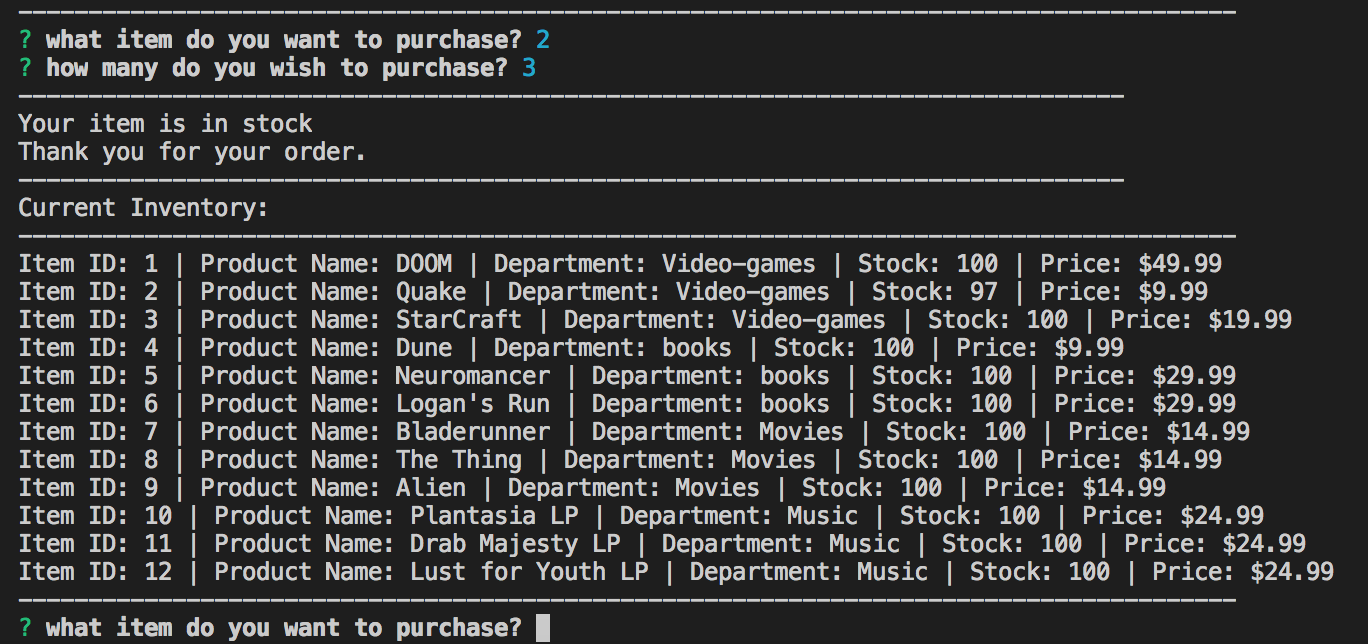 ? what item do you want to purchase? 2
? how many do you wish to purchase? 3
Your item is in stock
Thank you for your order.
Current Inventory:
Item ID: 1 | Product Name: DOOM | Department: Video-games | Stock: 100 | Price: $49.99
Item ID: 2 | Product Name: Quake | Department: Video-games | Stock: 97 | Price: $9.99
Item ID: 3 | Product Name: StarCraft | Department: Video-games | Stock: 100 | Price: $19.99
Item ID: 4 | Product Name: Dune | Department: books | Stock: 100 | Price: $9.99
Item ID: 5 | Product Name: Neuromancer | Department: books | Stock: 100 | Price: $29.99
Item ID: 6 | Product Name: Logan's Run | Department: books | Stock: 100 | Price: $29.99
Item ID: 7 | Product Name: Bladerunner | Department: Movies | Stock: 100 | Price: $14.99
Item ID: 8 | Product Name: The Thing | Department: Movies | Stock: 100 | Price: $14.99
Item ID: 9 | Product Name: Alien | Department: Movies | Stock: 100 | Price: $14.99
Item ID: 10 | Product Name: Plantasia LP | Department: Music | Stock: 100 | Price: $24.99
Item ID: 11 | Product Name: Drab Majesty LP | Department: Music | Stock: 100 | Price: $24.99
Item ID: 12 | Product Name: Lust for Youth LP | Department: Music | Stock: 100 | Price: $24.99
? what item do you want to purchase?